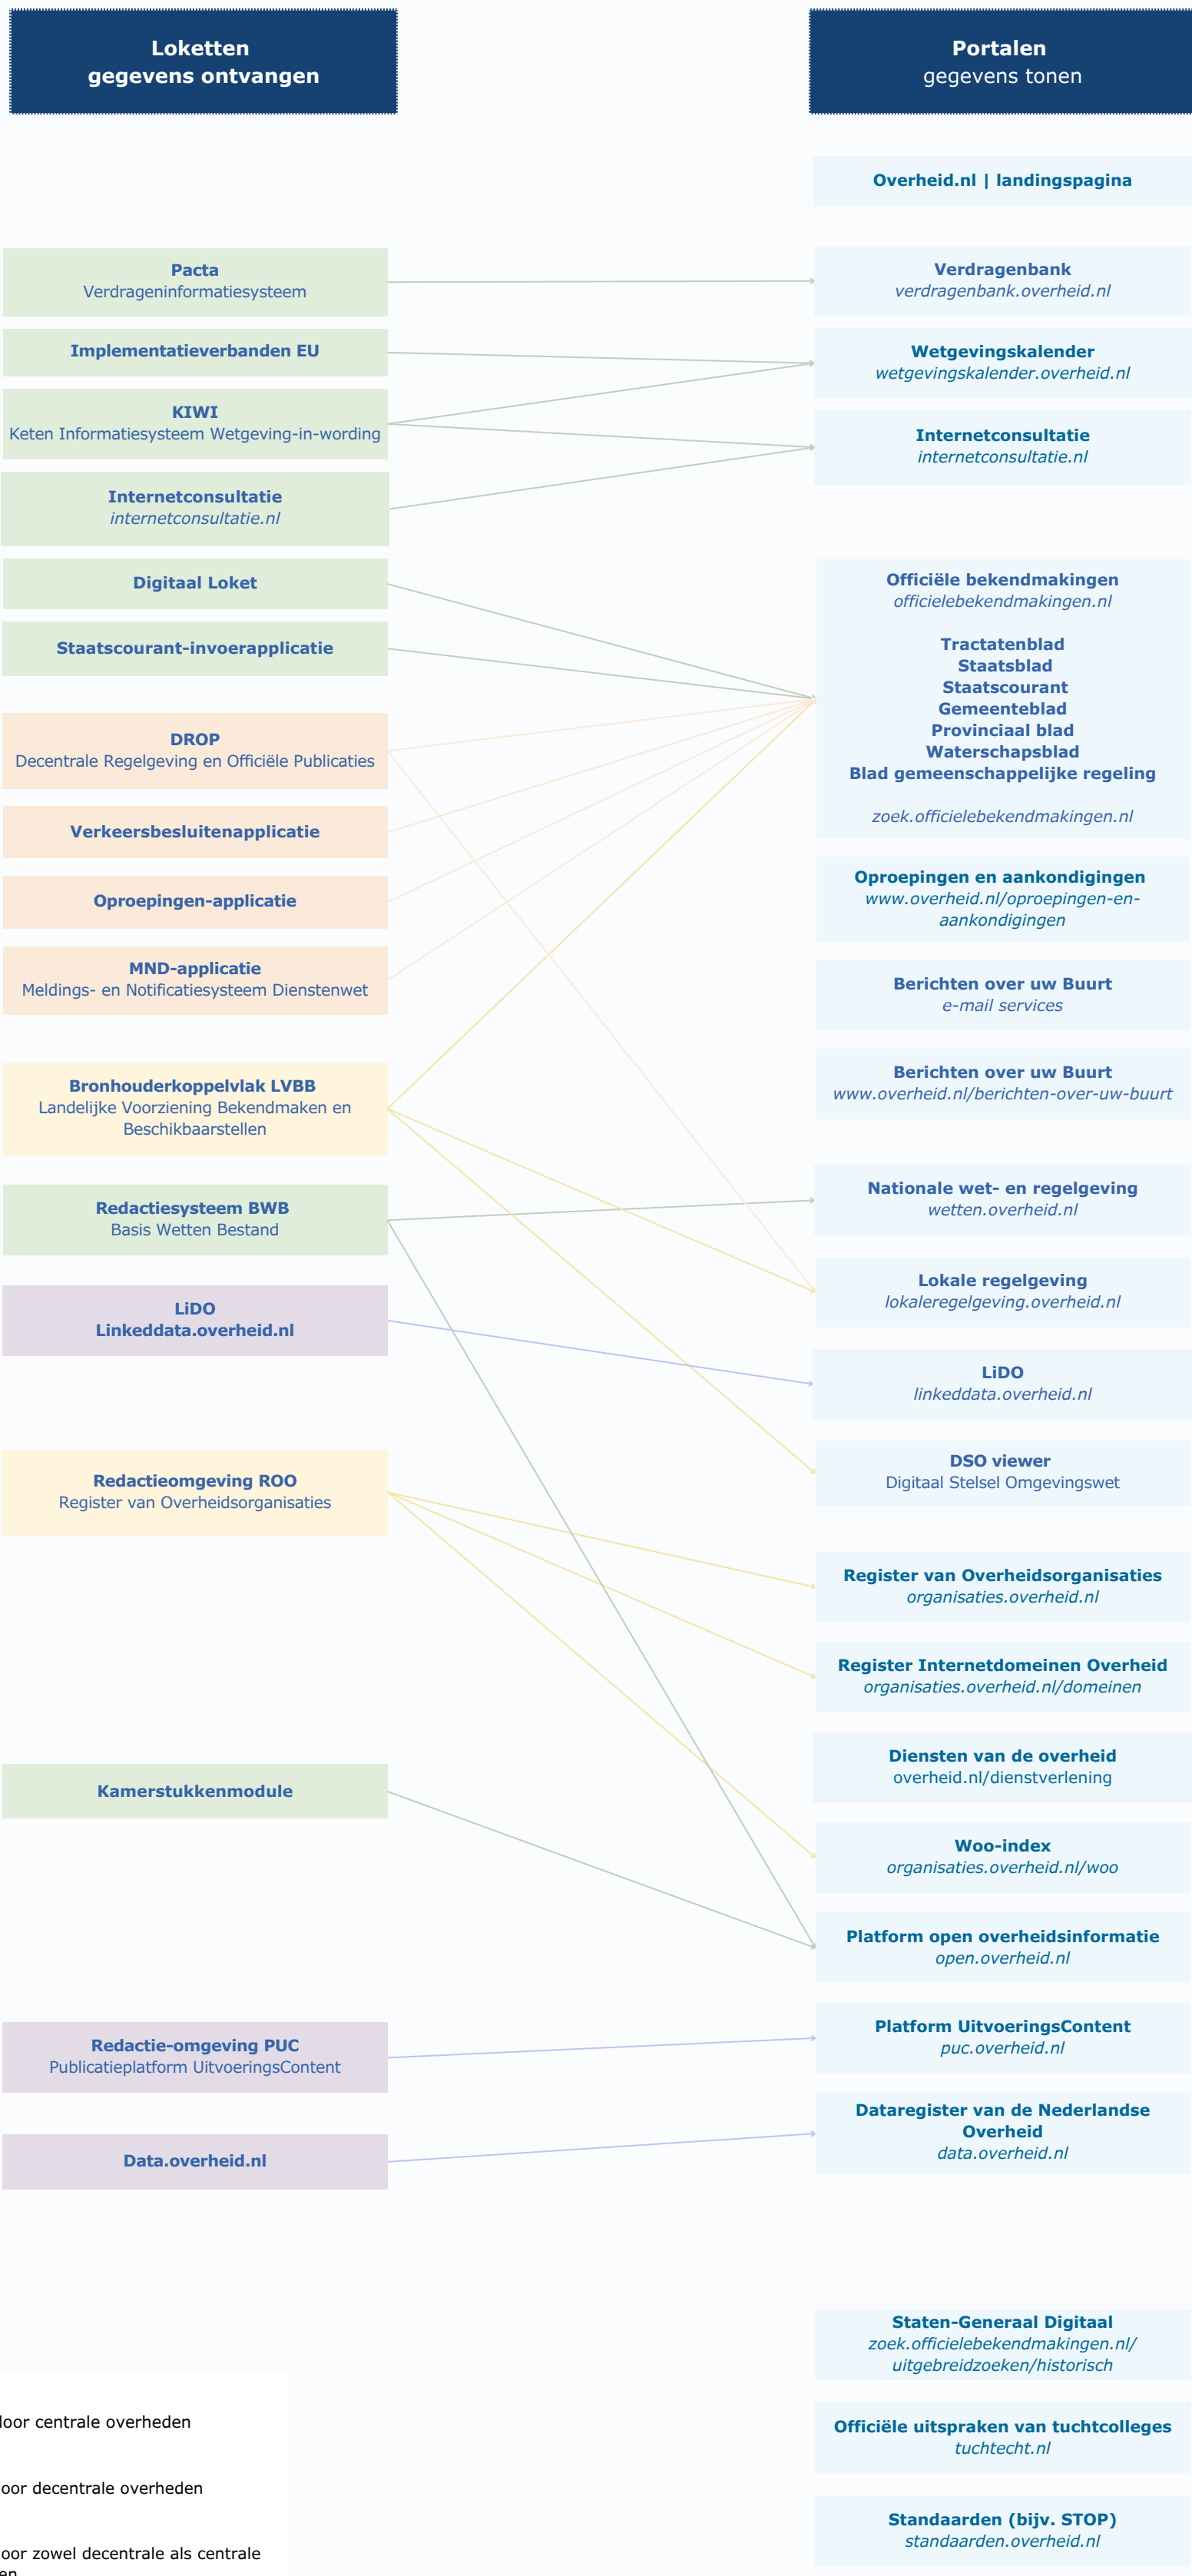 Loketten
gegevens ontvangen
Pacta
Verdrageninformatiesysteem
Implementatieverbanden EU
KIWI
Keten Informatiesysteem Wetgeving-in-wording
Internetconsultatie
internetconsultatie.nl
Digitaal Loket
Staatscourant-invoerapplicatie
DROP
Decentrale Regelgeving en Officiële Publicaties
Verkeersbesluitenapplicatie
Oproepingen-applicatie
MND-applicatie
Meldings- en Notificatiesysteem Dienstenwet
Bronhouderkoppelvlak LVBB
Landelijke Voorziening Bekendmaken en
Beschikbaarstellen
Redactiesysteem BWB
Basis Wetten Bestand
LiDO
Linkeddata.overheid.nl
Redactieomgeving ROO
Register van Overheidsorganisaties
Kamerstukkenmodule
Redactie-omgeving PUC
Publicatieplatform UitvoeringsContent
Data.overheid.nl
door centrale overheden
oor decentrale overheden
oor zowel decentrale als centrale
en
Portalen
gegevens tonen
Overheid.nl | landingspagina
Verdragenbank
verdragenbank.overheid.nl
Wetgevingskalender
wetgevingskalender.overheid.nl
Internetconsultatie
internetconsultatie.nl
Officiële bekendmakingen
officielebekendmakingen.nl
Tractatenblad
Staatsblad
Staatscourant
Gemeenteblad
Provinciaal blad
Waterschapsblad
Blad gemeenschappelijke regeling
zoek.officielebekendmakingen.nl
Oproepingen en aankondigingen
www.overheid.nl/oproepingen-en-
aankondigingen
Berichten over uw Buurt
e-mail services
Berichten over uw Buurt
www.overheid.nl/berichten-over-uw-buurt
Nationale wet- en regelgeving
wetten.overheid.nl
Lokale regelgeving
lokaleregelgeving.overheid.nl
LiDO
linkeddata.overheid.nl
DSO viewer
Digitaal Stelsel Omgevingswet
Register van Overheidsorganisaties
organisaties.overheid.nl
Register Internetdomeinen Overheid
organisaties.overheid.nl/domeinen
Diensten van de overheid
overheid.nl/dienstverlening
Woo-index
organisaties.overheid.nl/woo
Platform open overheidsinformatie
open.overheid.nl
Platform UitvoeringsContent
puc.overheid.nl
Dataregister van de Nederlandse
Overheid
data.overheid.nl
Staten-Generaal Digitaal
zoek.officielebekendmakingen.nl/
uitgebreidzoeken/historisch
Officiële uitspraken van tuchtcolleges
tuchtecht.nl
Standaarden (bijv. STOP)
standaarden.overheid.nl